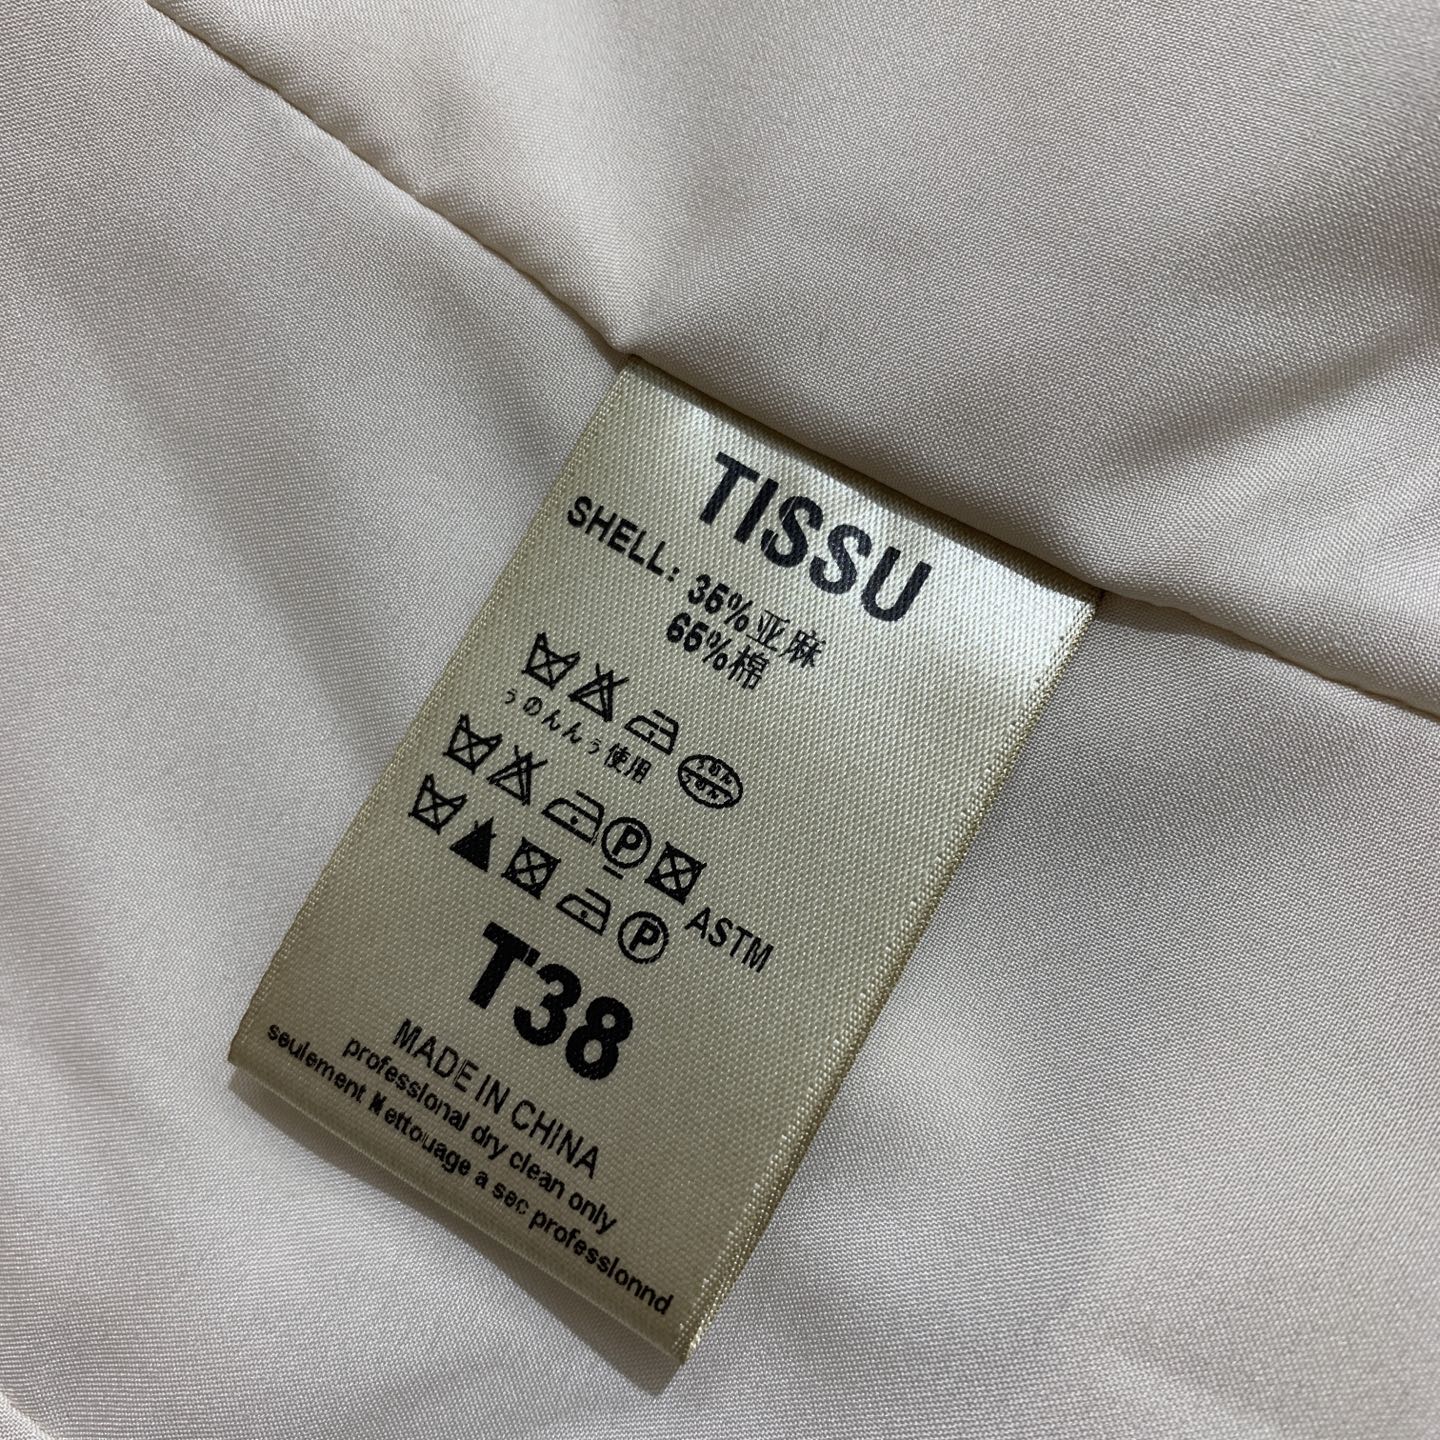 TISSU
SHELL: 35%亚麻
65%棉
うのんんぅ使用
P
ASTM
P
T38
MADE IN CHINA
professional dry clean only
seulement Nettouage a sec professionnd